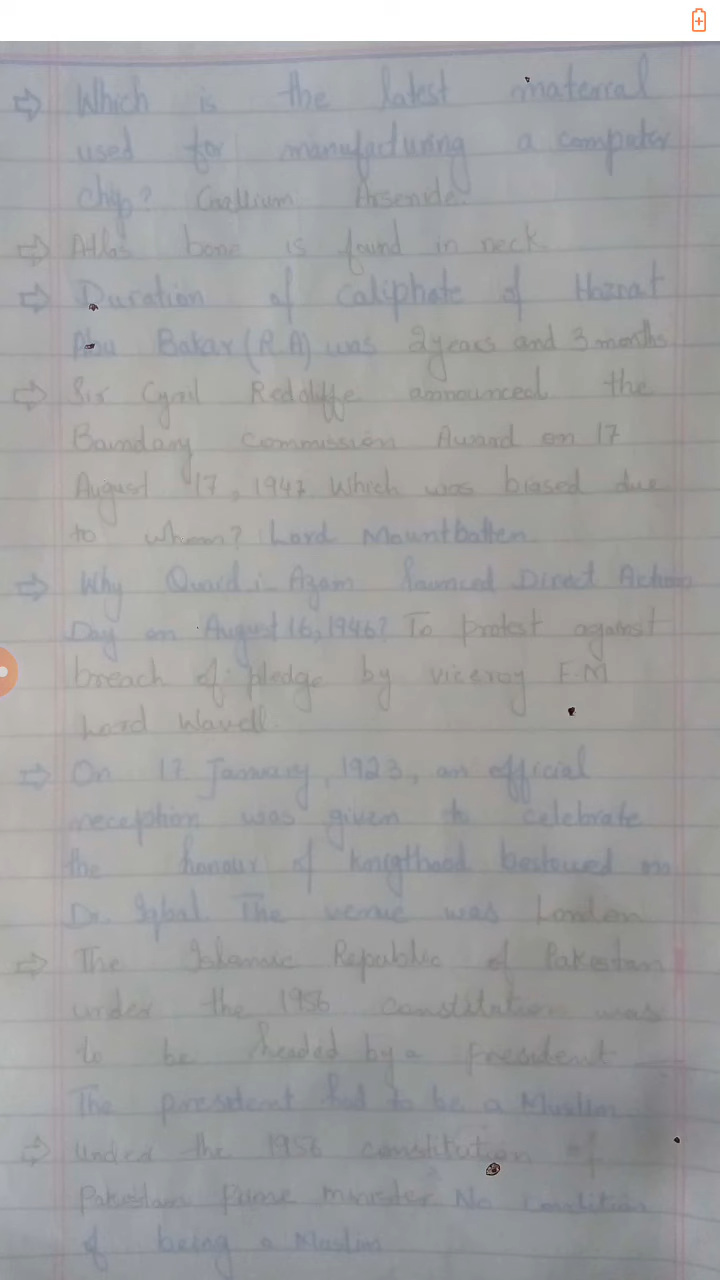 ⇒ Which is the latest material
used for manufacturing a computer
chip? Gallium Arsenide.
⇒ Atlas bone is found in neck
⇒ Duration of caliphate of Hazrat
Abu Bakar (R.A) was 2 years and 3 months
⇒ Sir Cyril Redcliffe announced the
Boundary commission Award on 17
August 17, 1947 Which was biased due
to whom? Lord Mountbatten
⇒ Why Quaid-i-Azam Direct Action
Day on August 16, 1946? To protest against
breach of pledge by viceroy F.M
Lord Wavell.
⇒ On 17 January, 1923, an official
reception was given to celebrate
the honour of knigthood bestowed on
Dr. Iqbal. The venue was London
⇒ The Islamic Republic of Pakistan
under the 1956 constitution was
to be headed by a president
The president had to be a Muslim
⇒ Under the 1956 constitution of
Pakistan Prime minister No condition
of being a Muslim